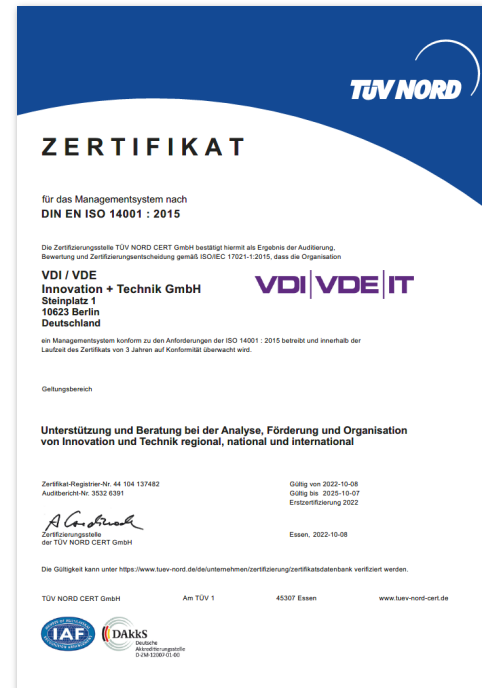 TÜV NORD
ZERTIFIKAT
für das Managementsystem nach
DIN EN ISO 14001 : 2015
Die Zertifizierungsstelle TÜV NORD CERT GmbH bestätigt hiermit als Ergebnis der Auditierung,
Bewertung und Zertifizierungsentscheidung gemäß ISO/IEC 17021-1:2015, dass die Organisation
VDI / VDE
Innovation + Technik GmbH
Steinplatz 1
10623 Berlin
Deutschland
VDI|VDE|IT
ein Managementsystem konform zu den Anforderungen der ISO 14001 : 2015 betreibt und innerhalb der
Laufzeit des Zertifikats von 3 Jahren auf Konformität überwacht wird.
Geltungsbereich
Unterstützung und Beratung bei der Analyse, Förderung und Organisation
von Innovation und Technik regional, national und international
Zertifikat-Registrier-Nr. 44 104 137482
Auditbericht-Nr. 3532 6391
Gültig von 2022-10-08
Gültig bis 2025-10-07
Erstzertifizierung 2022
Zertifizierungsstelle
der TÜV NORD CERT GmbH
Essen, 2022-10-08
Die Gültigkeit kann unter https://www.tuev-nord.de/de/unternehmen/zertifizierung/zertifikatsdatenbank verifiziert werden.
TÜV NORD CERT GmbH Am TÜV 1 45307 Essen www.tuev-nord-cert.de
IAF
DAkkS
Deutsche
Akkreditierungsstelle
D-ZM-12007-01-00